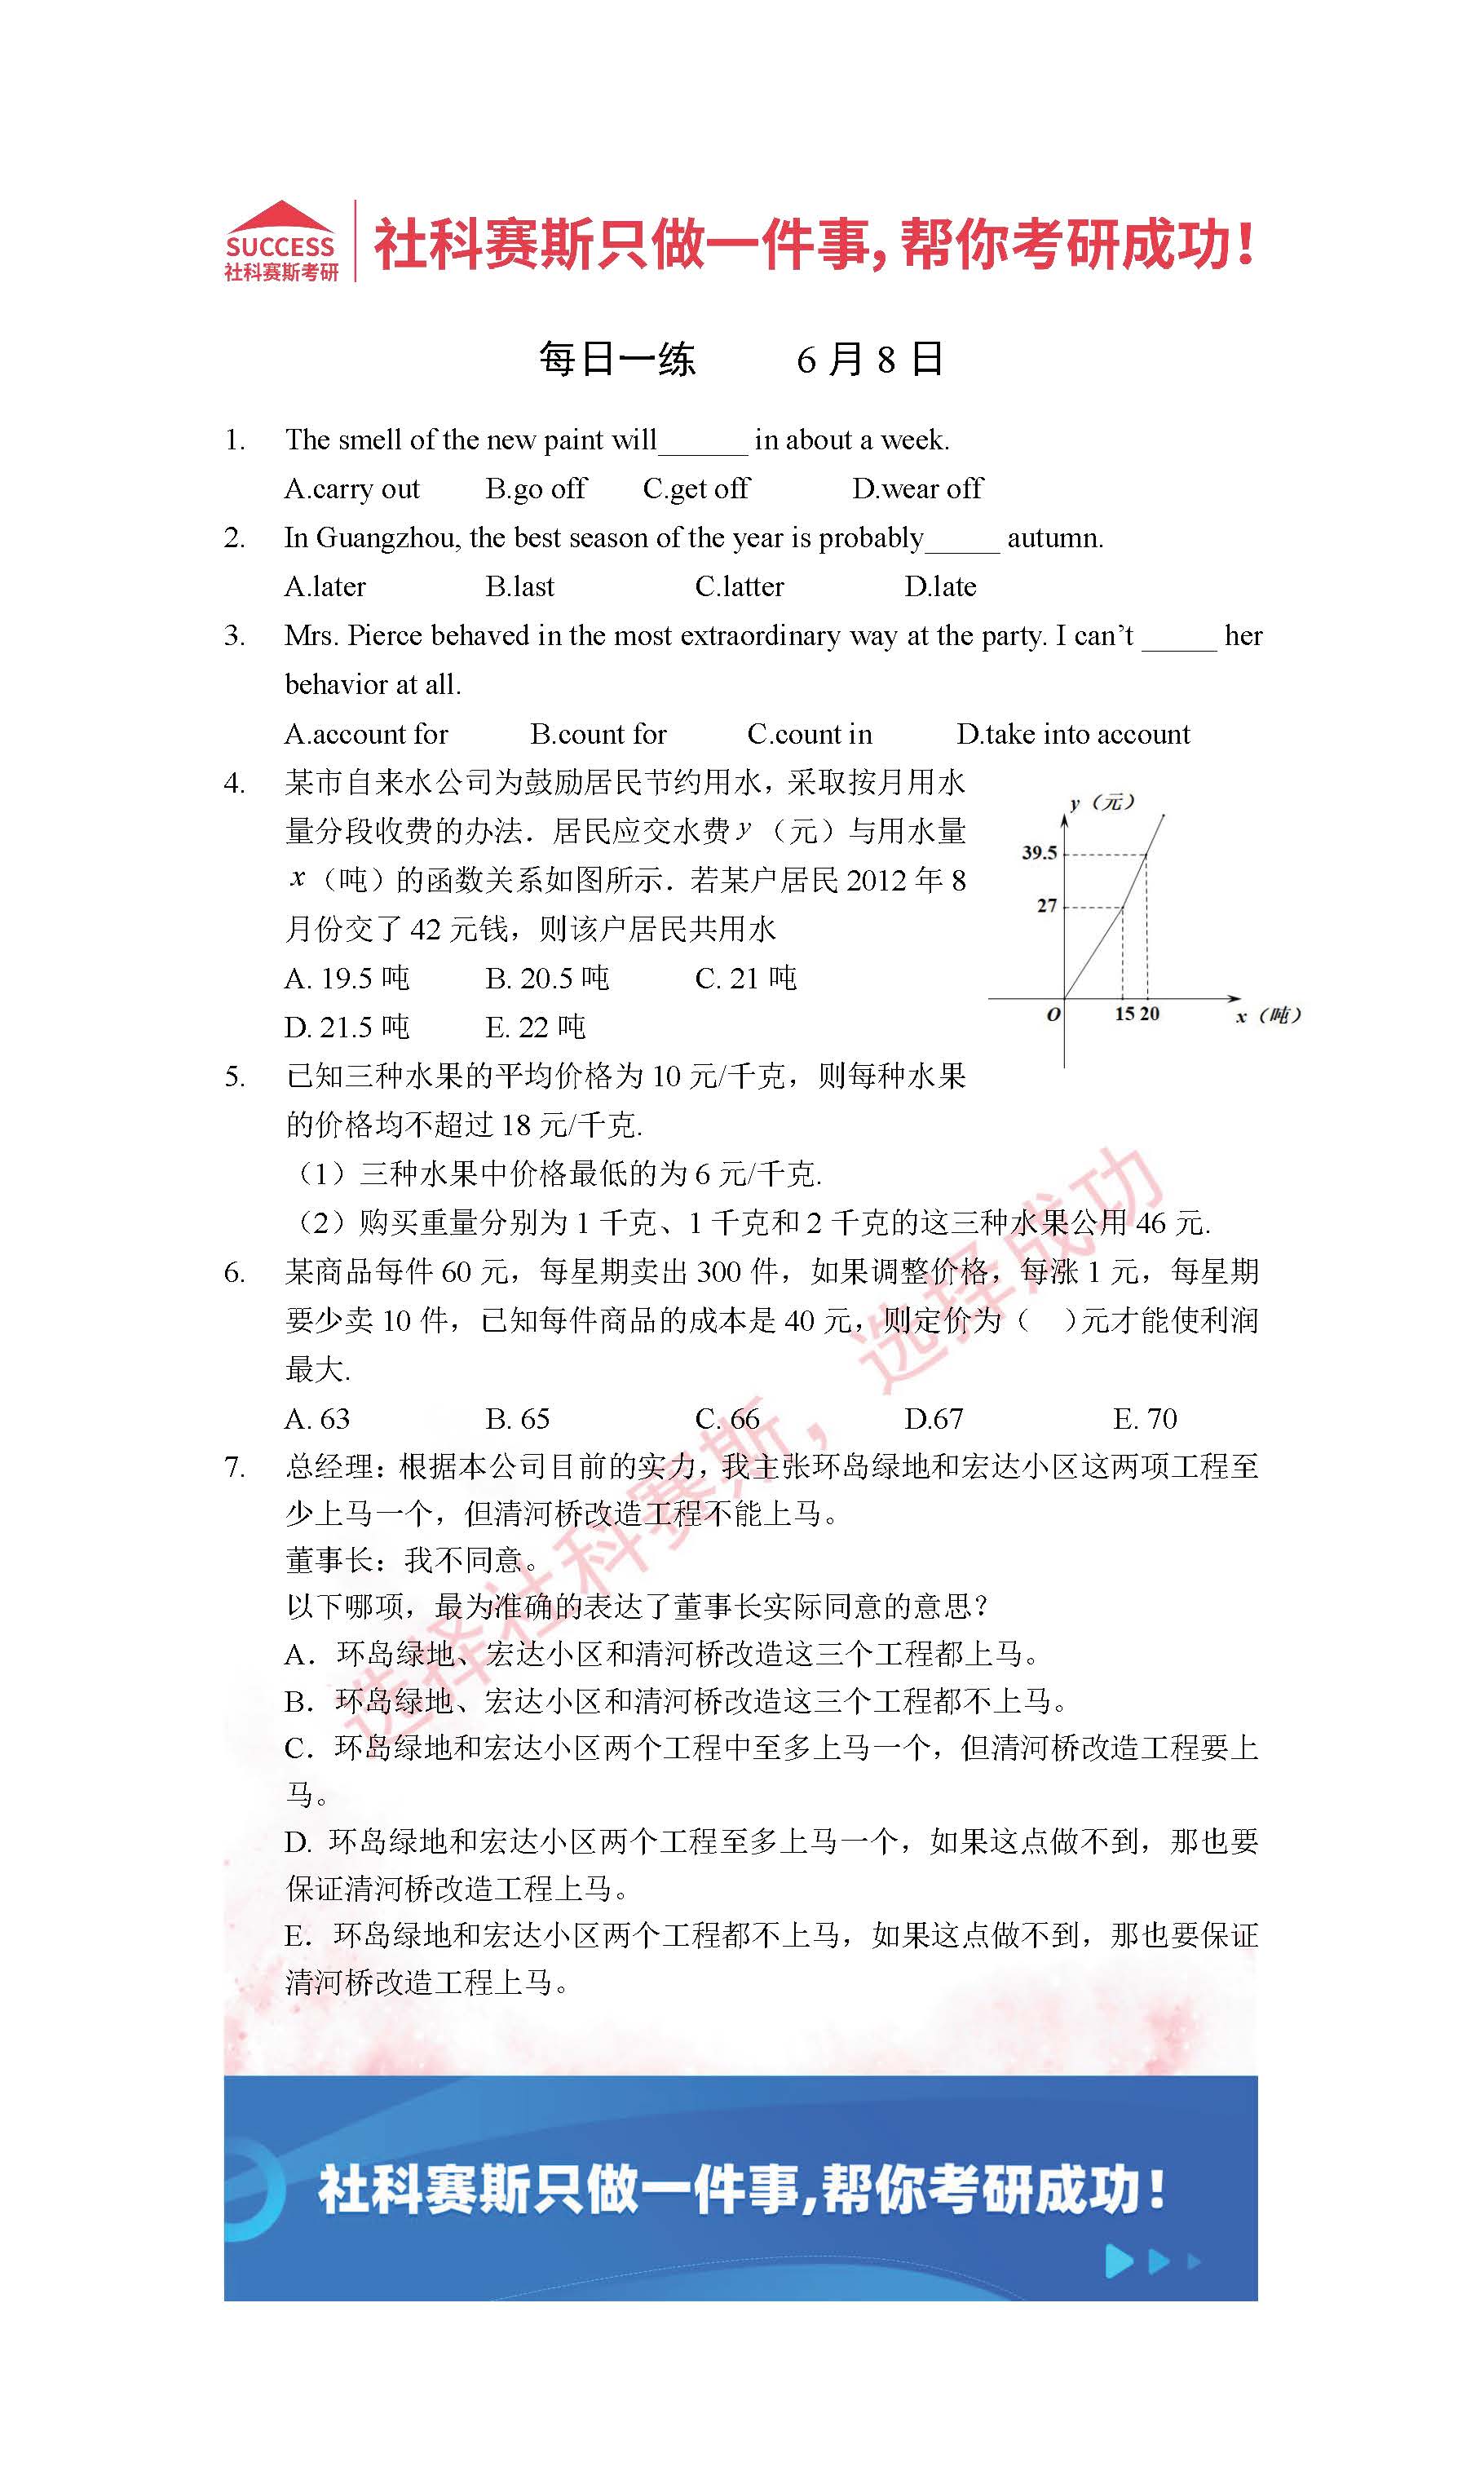 SUCCESS
社科赛斯考研
社科赛斯只做一件事,帮你考研成功!
每日一练 6月8日
1. The smell of the new paint will______ in about a week.
A.carry out B.go off C.get off D.wear off
2. In Guangzhou, the best season of the year is probably_____ autumn.
A.later B.last C.latter D.late
3. Mrs. Pierce behaved in the most extraordinary way at the party. I can’t _____ her
behavior at all.
A.account for B.count for C.count in D.take into account
4. 某市自来水公司为鼓励居民节约用水，采取按月用水
量分段收费的办法．居民应交水费y（元）与用水量
x（吨）的函数关系如图所示．若某户居民2012年8
月份交了42元钱，则该户居民共用水
A. 19.5吨 B. 20.5吨 C. 21吨
D. 21.5吨 E. 22吨
y（元）
39.5
27
O 15 20 x（吨）
5. 已知三种水果的平均价格为10元/千克，则每种水果
的价格均不超过18元/千克.
（1）三种水果中价格最低的为6元/千克.
（2）购买重量分别为1千克、1千克和2千克的这三种水果公用46元.
6. 某商品每件60元，每星期卖出300件，如果调整价格，每涨1元，每星期
要少卖10件，已知每件商品的成本是40元，则定价为（ ）元才能使利润
最大.
A. 63 B. 65 C. 66 D.67 E. 70
7. 总经理：根据本公司目前的实力，我主张环岛绿地和宏达小区这两项工程至
少上马一个，但清河桥改造工程不能上马。
董事长：我不同意。
以下哪项，最为准确的表达了董事长实际同意的意思？
A．环岛绿地、宏达小区和清河桥改造这三个工程都上马。
B．环岛绿地、宏达小区和清河桥改造这三个工程都不上马。
C．环岛绿地和宏达小区两个工程中至多上马一个，但清河桥改造工程要上
马。
D. 环岛绿地和宏达小区两个工程至多上马一个，如果这点做不到，那也要
保证清河桥改造工程上马。
E．环岛绿地和宏达小区两个工程都不上马，如果这点做不到，那也要保证
清河桥改造工程上马。
选择社科赛斯，选择成功
社科赛斯只做一件事,帮你考研成功!